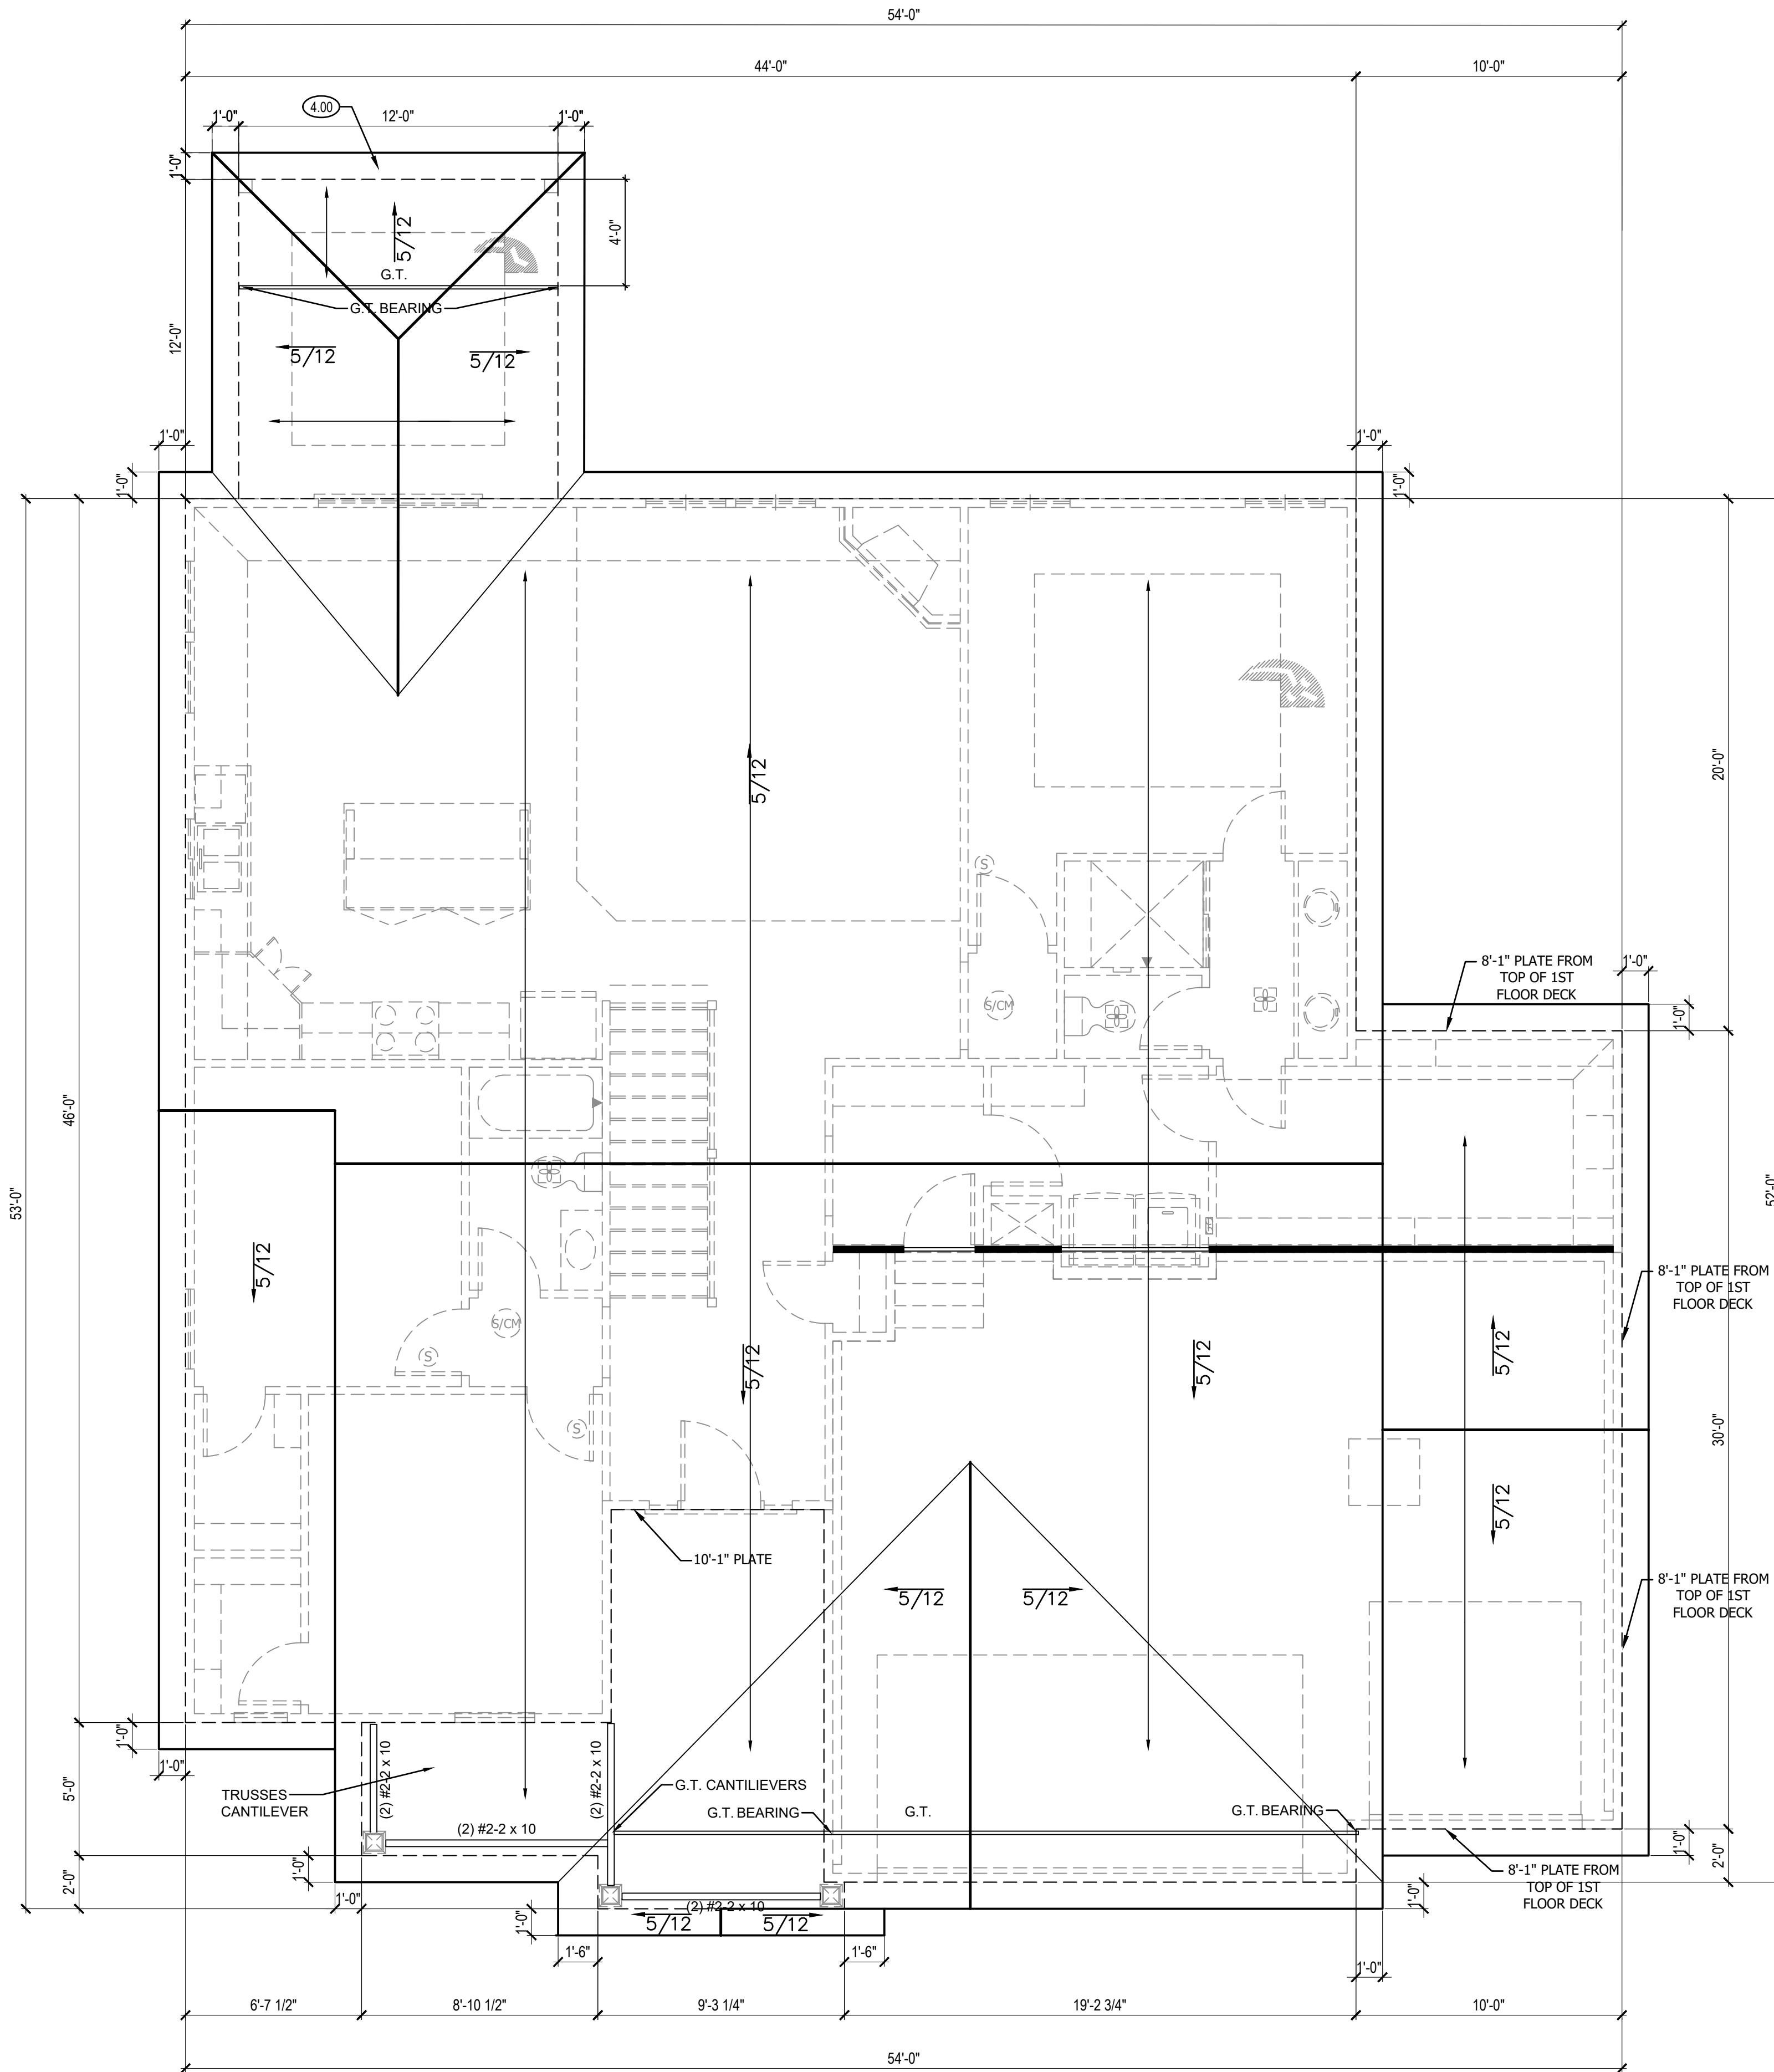 54'-0"
44'-0"
10'-0"
4.00
1'-0"
12'-0"
1'-0"
1'-0"
4'-0"
5/12
G.T.
G.T. BEARING
12'-0"
5/12
5/12
1'-0"
1'-0"
1'-0"
1'-0"
5/12
20'-0"
S
8'-1" PLATE FROM
TOP OF 1ST
FLOOR DECK
1'-0"
S/CM
1'-0"
46'-0"
53'-0"
52'-0"
5/12
8'-1" PLATE FROM
TOP OF 1ST
FLOOR DECK
S/CM
S
5/12
5/12
5/12
S
30'-0"
5/12
10'-1" PLATE
5/12
5/12
8'-1" PLATE FROM
TOP OF 1ST
FLOOR DECK
1'-0"
1'-0"
(2) #2-2 x 10
(2) #2-2 x 10
TRUSSES
CANTILEVER
G.T. CANTILIEVERS
G.T. BEARING
G.T.
G.T. BEARING
5'-0"
(2) #2-2 x 10
1'-0"
2'-0"
8'-1" PLATE FROM
TOP OF 1ST
FLOOR DECK
1'-0"
2'-0"
1'-0"
1'-0"
(2) #2-2 x 10
5/12
5/12
1'-0"
1'-0"
1'-6"
1'-6"
1'-0"
6'-7 1/2"
8'-10 1/2"
9'-3 1/4"
19'-2 3/4"
10'-0"
54'-0"